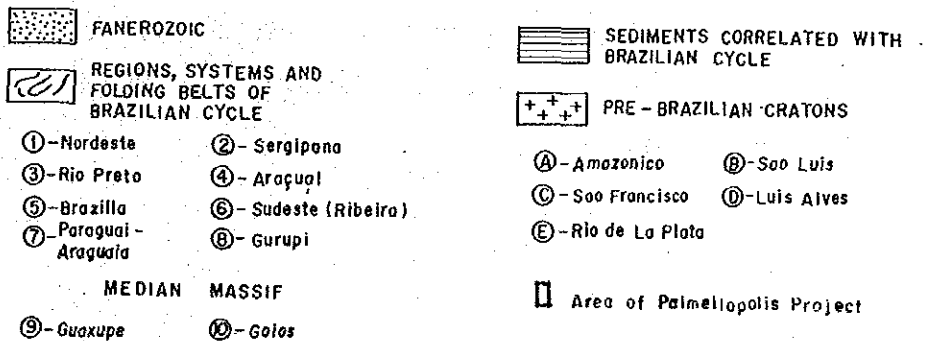 FANEROZOIC
REGIONS, SYSTEMS AND
FOLDING BELTS OF
BRAZILIAN CYCLE
①-Nordeste ②-Sergipana
③-Rio Preto ④-Araçuaí
⑤-Brazilia ⑥-Sudeste (Ribeira)
⑦-Paraguai-
Araguaia ⑧-Gurupi
MEDIAN MASSIF
⑨-Guaxupe ⑩-Goias
SEDIMENTS CORRELATED WITH
BRAZILIAN CYCLE
PRE-BRAZILIAN CRATONS
Ⓐ-Amazonico Ⓑ-Sao Luis
Ⓒ-Sao Francisco Ⓓ-Luis Alves
Ⓔ-Rio de La Plata
Area of Palmeliopolis Project